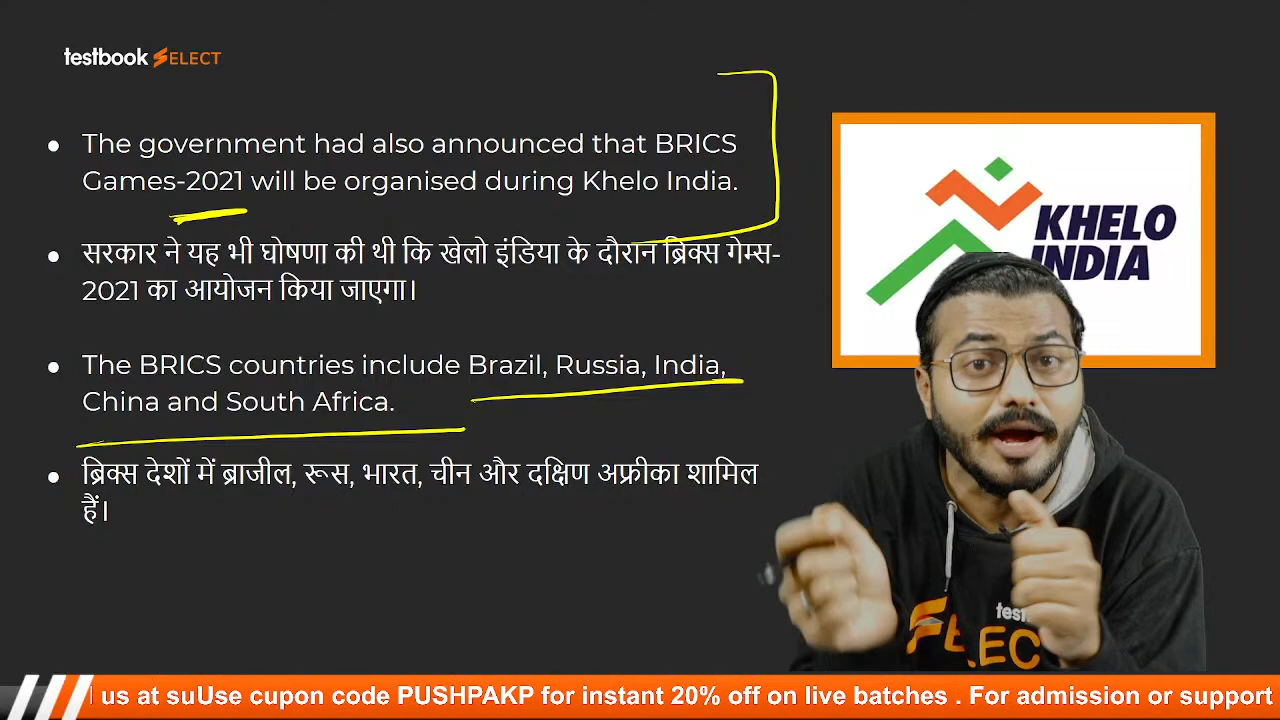 testbook SELECT
The government had also announced that BRICS
Games-2021 will be organised during Khelo India.
सरकार ने यह भी घोषणा की थी कि खेलो इंडिया के दौरान ब्रिक्स गेम्स-
2021 का आयोजन किया जाएगा।
The BRICS countries include Brazil, Russia, India,
China and South Africa.
ब्रिक्स देशों में ब्राजील, रूस, भारत, चीन और दक्षिण अफ्रीका शामिल
हैं।
KHELO
INDIA
us at suUse cupon code PUSHPAKP for instant 20% off on live batches . For admission or support